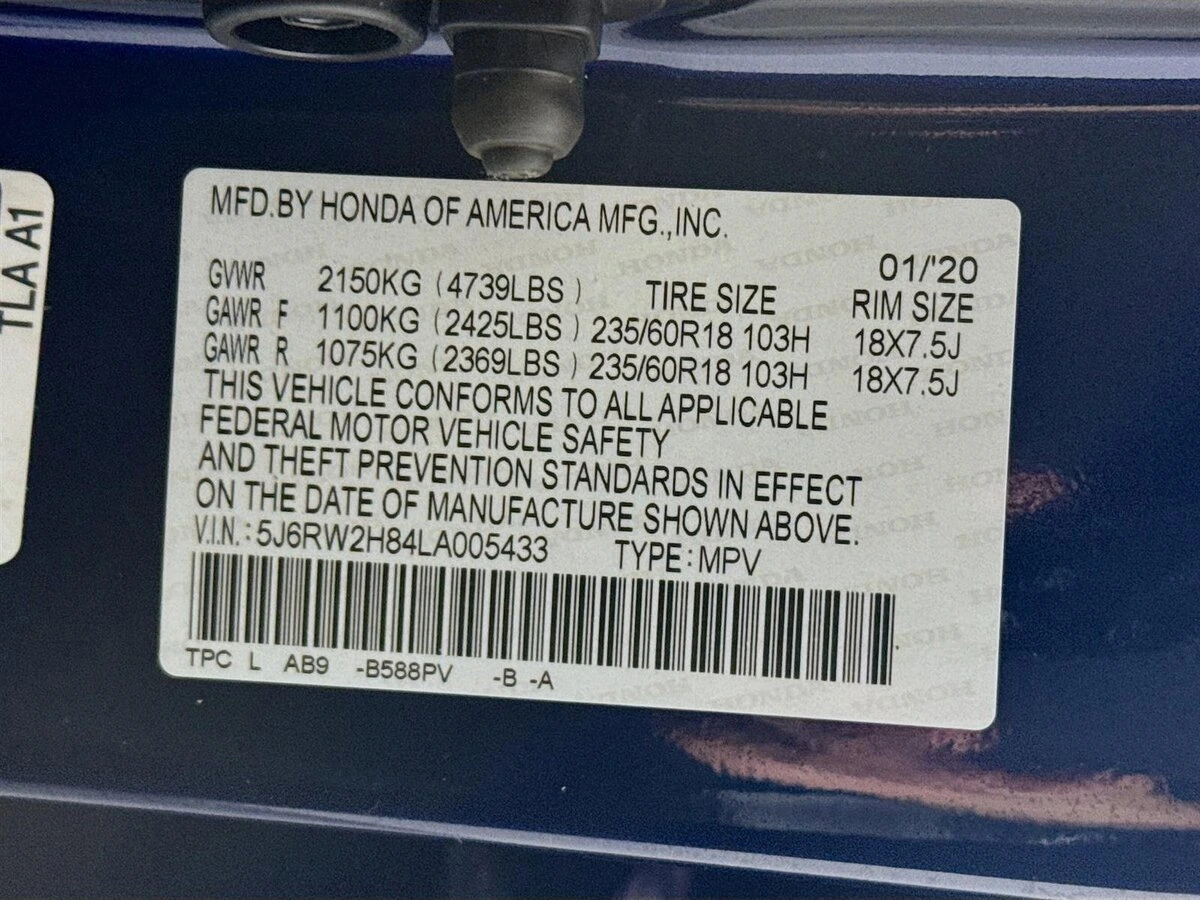 TLA A1
MFD.BY HONDA OF AMERICA MFG.,INC.
01/'20
GVWR 2150KG (4739LBS) TIRE SIZE RIM SIZE
GAWR F 1100KG (2425LBS) 235/60R18 103H 18X7.5J
GAWR R 1075KG (2369LBS) 235/60R18 103H 18X7.5J
THIS VEHICLE CONFORMS TO ALL APPLICABLE
FEDERAL MOTOR VEHICLE SAFETY
AND THEFT PREVENTION STANDARDS IN EFFECT
ON THE DATE OF MANUFACTURE SHOWN ABOVE.
V.I.N.: 5J6RW2H84LA005433 TYPE: MPV
TPC L AB9 -B588PV -B -A